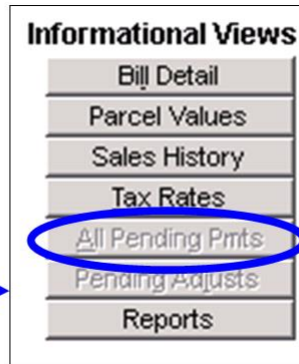 Informational Views
Bill Detail
Parcel Values
Sales History
Tax Rates
All Pending Pmts
Pending Adjusts
Reports